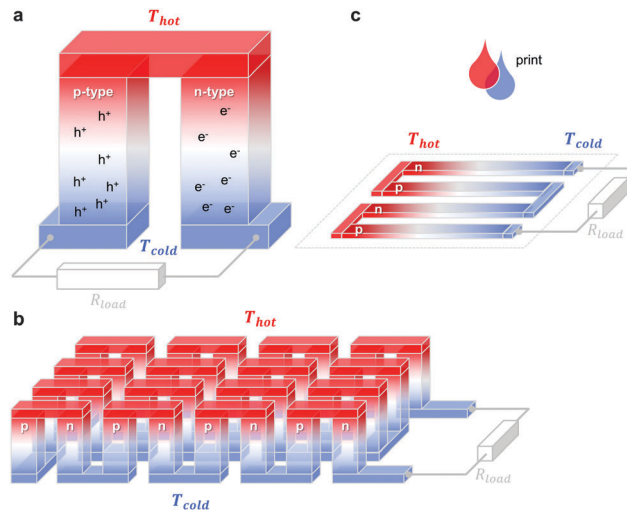 a
T_hot
p-type
n-type
h⁺
e⁻
h⁺
e⁻
h⁺
h⁺
h⁺
e⁻
e⁻
h⁺
h⁺
e⁻
e⁻
T_cold
R_load
c
print
T_hot
T_cold
n
p
n
p
R_load
b
T_hot
p n p n p n p n
R_load
T_cold